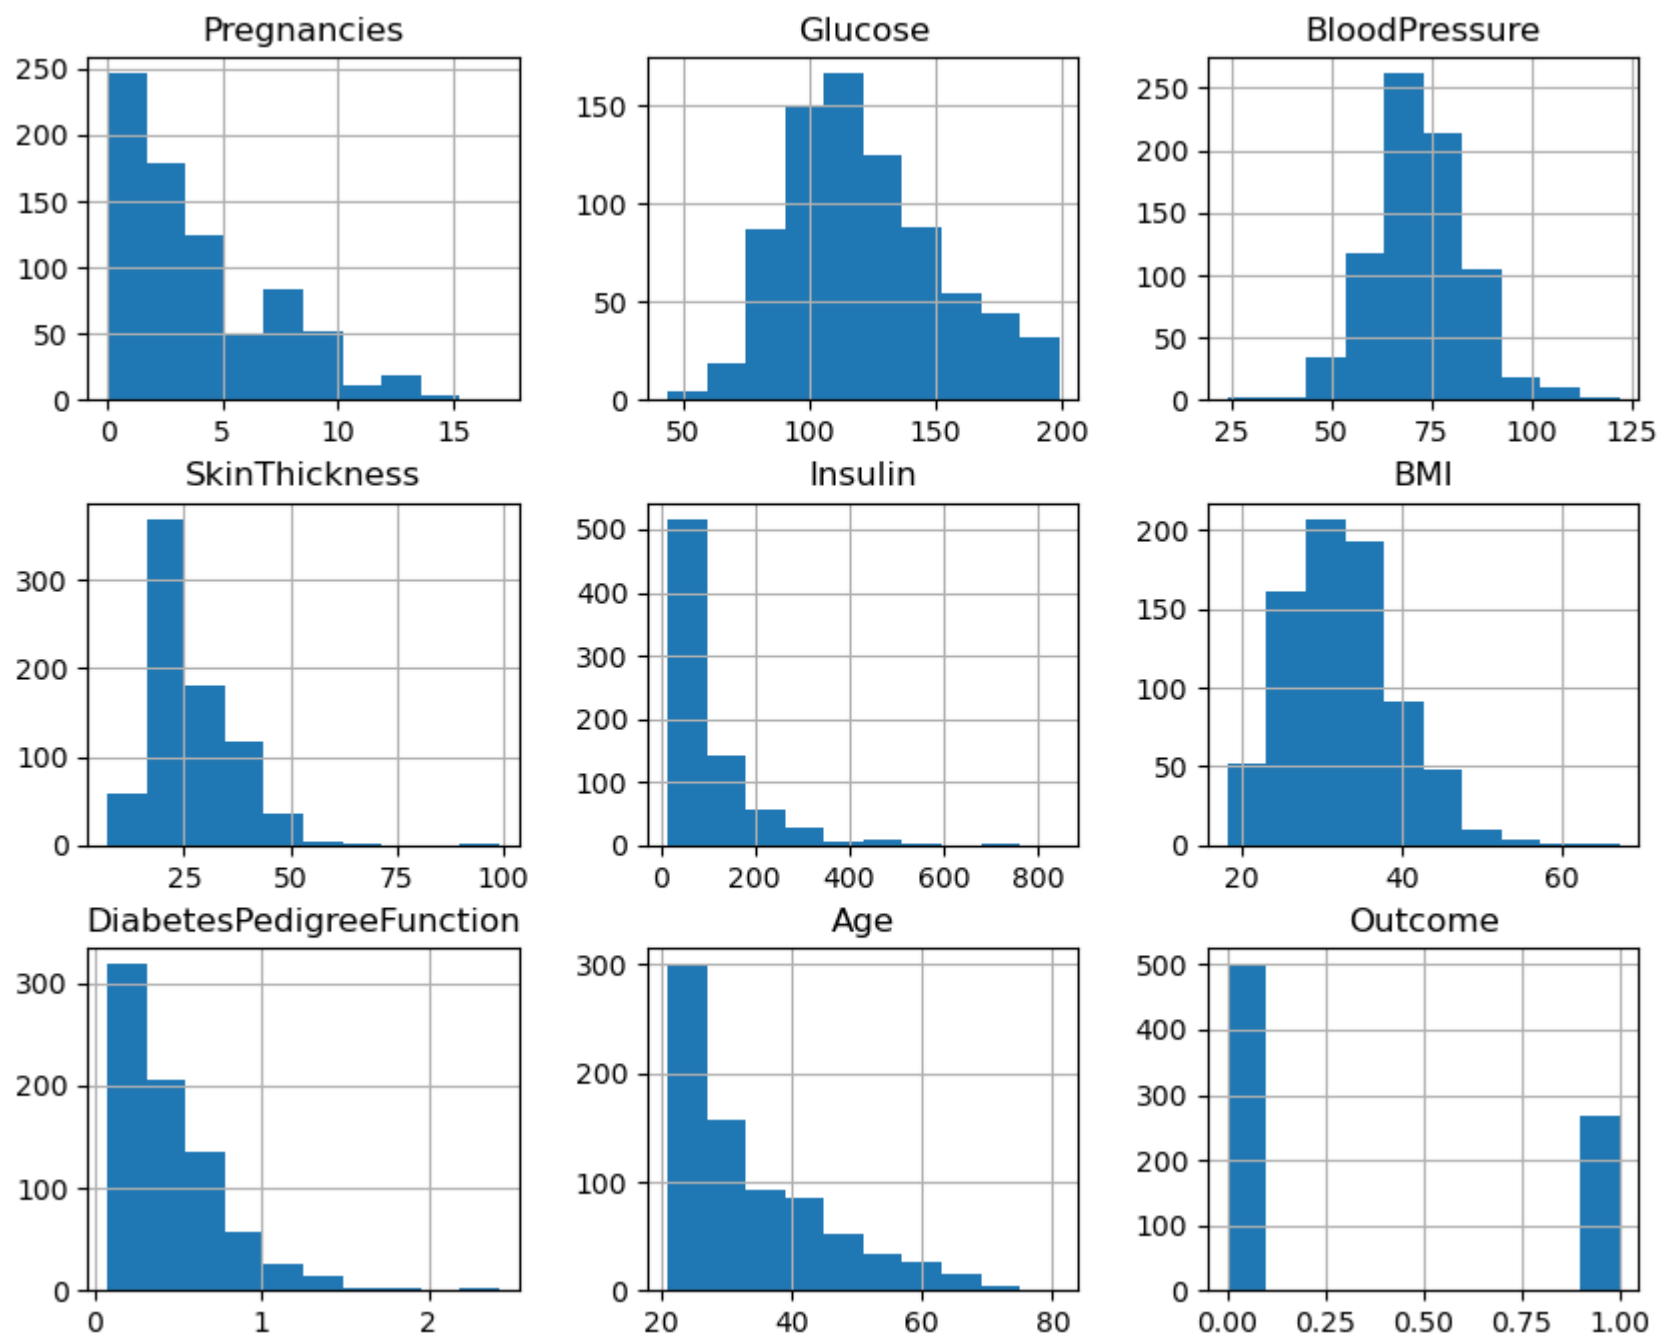 Pregnancies
250
200
150
100
50
0
0 5 10 15
Glucose
150
100
50
0
50 100 150 200
BloodPressure
250
200
150
100
50
0
25 50 75 100 125
SkinThickness
300
200
100
0
25 50 75 100
Insulin
500
400
300
200
100
0
0 200 400 600 800
BMI
200
150
100
50
0
20 40 60
DiabetesPedigreeFunction
300
200
100
0
0 1 2
Age
300
200
100
0
20 40 60 80
Outcome
500
400
300
200
100
0
0.00 0.25 0.50 0.75 1.00